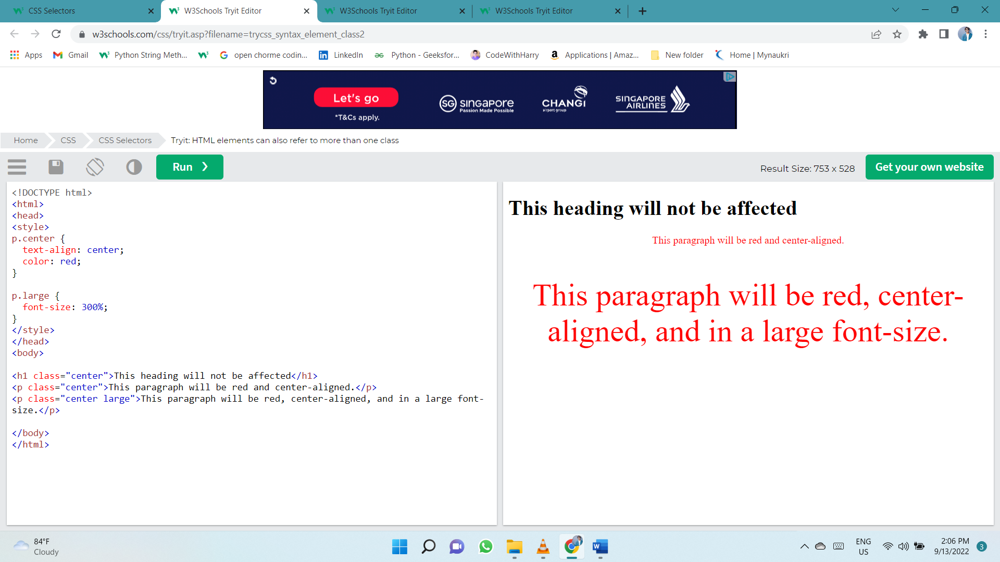 CSS Selectors
W3Schools Tryit Editor
W3Schools Tryit Editor
W3Schools Tryit Editor
w3schools.com/css/tryit.asp?filename=trycss_syntax_element_class2
Apps
Gmail
Python String Meth...
open chorme codin...
LinkedIn
Python - Geeksfor...
CodeWithHarry
Applications | Amaz...
New folder
Home | Mynaukri
Let's go
*T&Cs apply.
SG singapore
Passion Made Possible
CHANGI
airport group
SINGAPORE
AIRLINES
Home
CSS
CSS Selectors
Tryit: HTML elements can also refer to more than one class
Run ❯
Result Size: 753 x 528
Get your own website
<!DOCTYPE html>
<html>
<head>
<style>
p.center {
  text-align: center;
  color: red;
}
p.large {
  font-size: 300%;
}
</style>
</head>
<body>
<h1 class="center">This heading will not be affected</h1>
<p class="center">This paragraph will be red and center-aligned.</p>
<p class="center large">This paragraph will be red, center-aligned, and in a large font-
size.</p>
</body>
</html>
This heading will not be affected
This paragraph will be red and center-aligned.
This paragraph will be red, center-
aligned, and in a large font-size.
84°F
Cloudy
ENG
US
2:06 PM
9/13/2022
3